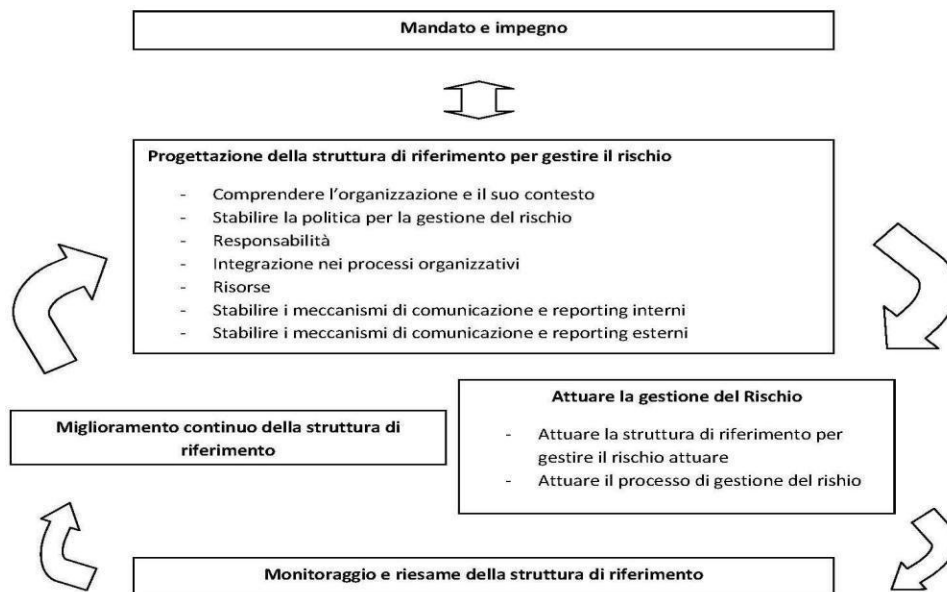 Mandato e impegno
Progettazione della struttura di riferimento per gestire il rischio
- Comprendere l'organizzazione e il suo contesto
- Stabilire la politica per la gestione del rischio
- Responsabilità
- Integrazione nei processi organizzativi
- Risorse
- Stabilire i meccanismi di comunicazione e reporting interni
- Stabilire i meccanismi di comunicazione e reporting esterni
Attuare la gestione del Rischio
- Attuare la struttura di riferimento per
gestire il rischio attuare
- Attuare il processo di gestione del rishio
Miglioramento continuo della struttura di
riferimento
Monitoraggio e riesame della struttura di riferimento